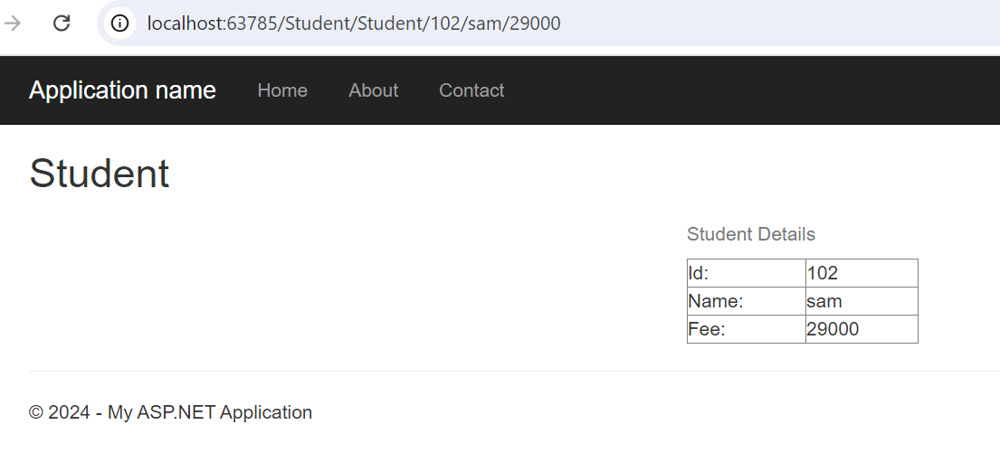 localhost:63785/Student/Student/102/sam/29000
Application name Home About Contact
Student
Student Details
Id: 102
Name: sam
Fee: 29000
© 2024 - My ASP.NET Application